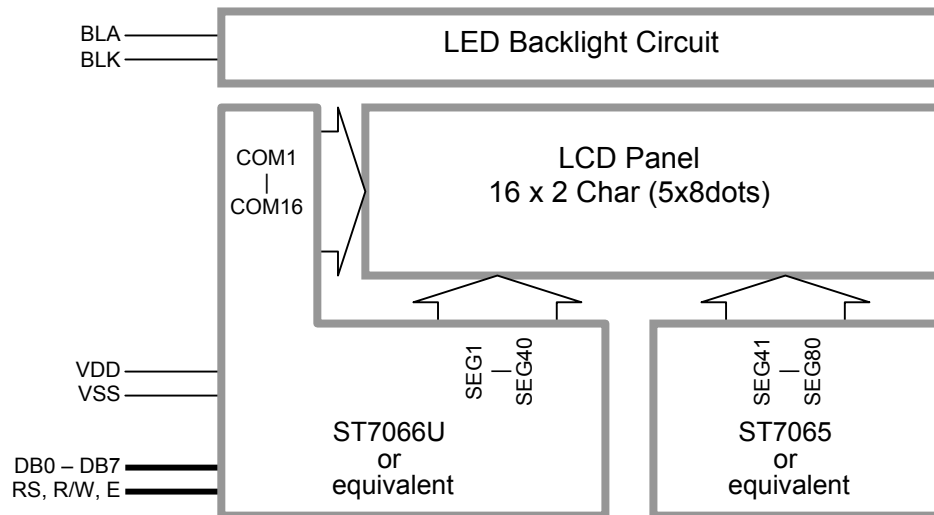 BLA
BLK
LED Backlight Circuit
COM1
|
COM16
LCD Panel
16 x 2 Char (5x8dots)
VDD
VSS
SEG1
—
SEG40
SEG41
—
SEG80
ST7066U
or
equivalent
ST7065
or
equivalent
DB0 – DB7
RS, R/W, E